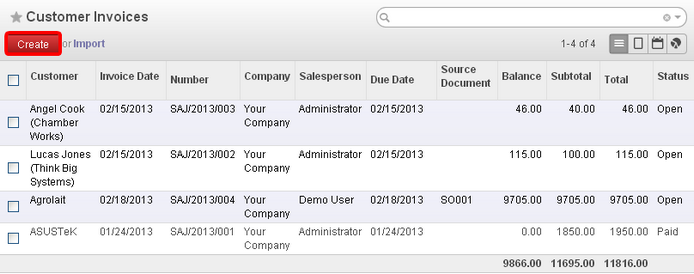 Customer Invoices
Create or Import 1-4 of 4
Customer Invoice Date Number Company Salesperson Due Date Source Document Balance Subtotal Total Status
Angel Cook (Chamber Works) 02/15/2013 SAJ/2013/003 Your Company Administrator 02/15/2013 46.00 40.00 46.00 Open
Lucas Jones (Think Big Systems) 02/15/2013 SAJ/2013/002 Your Company Administrator 02/15/2013 115.00 100.00 115.00 Open
Agrolait 02/18/2013 SAJ/2013/004 Your Company Demo User 02/18/2013 SO001 9705.00 9705.00 9705.00 Open
ASUSTeK 01/24/2013 SAJ/2013/001 Your Company Administrator 01/24/2013 0.00 1850.00 1950.00 Paid
9866.00 11695.00 11816.00